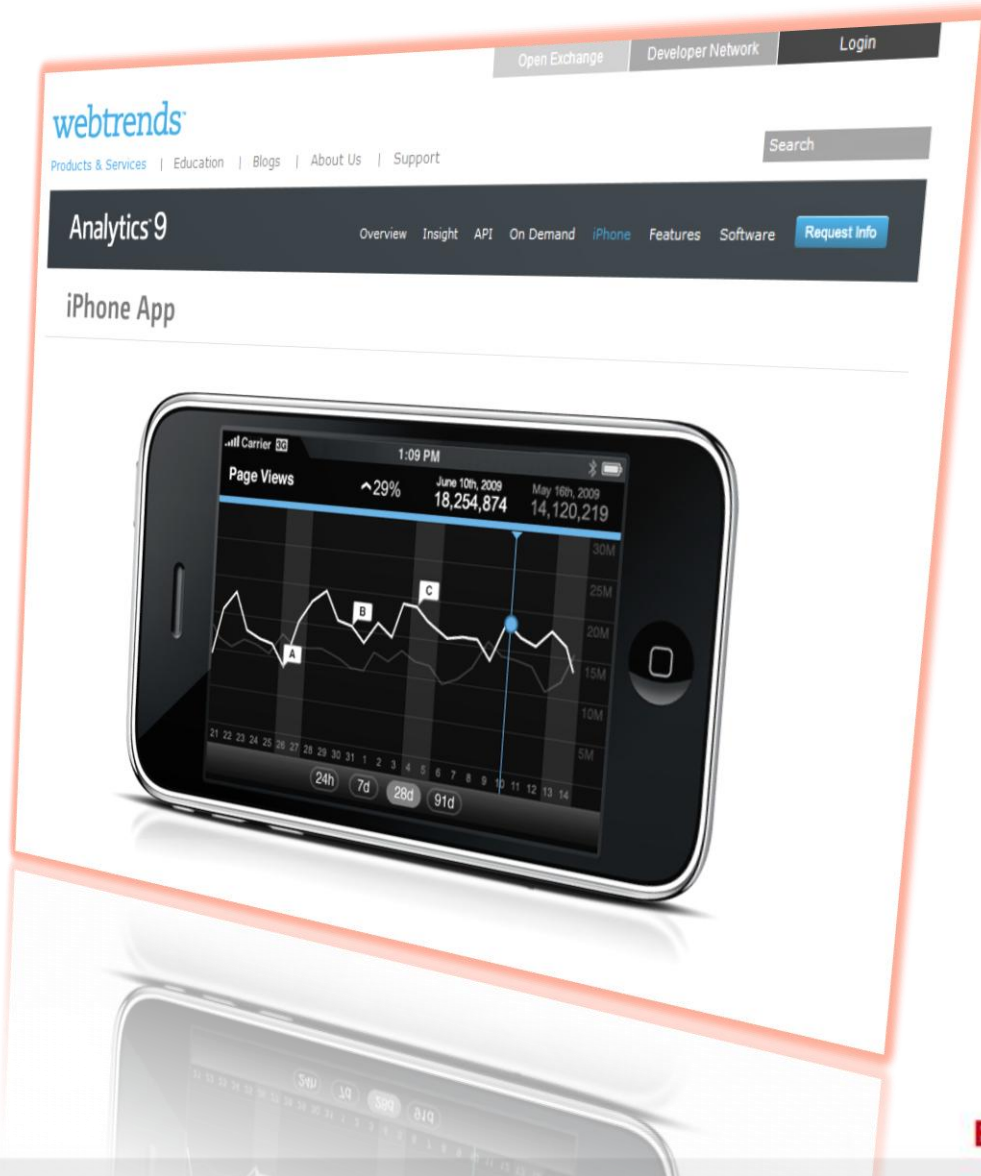 Open Exchange Developer Network Login
webtrends™
Search
Products & Services | Education | Blogs | About Us | Support
Analytics™ 9
Overview Insight API On Demand iPhone Features Software Request Info
iPhone App
Carrier 3G 1:09 PM
Page Views 29% June 10th, 2009 May 16th, 2009
18,254,874 14,120,219
30M
25M
C
B
20M
A
15M
10M
5M
21 22 23 24 25 26 27 28 29 30 31 1 2 3 4 5 6 7 8 9 10 11 12 13 14
24h 7d 28d 91d